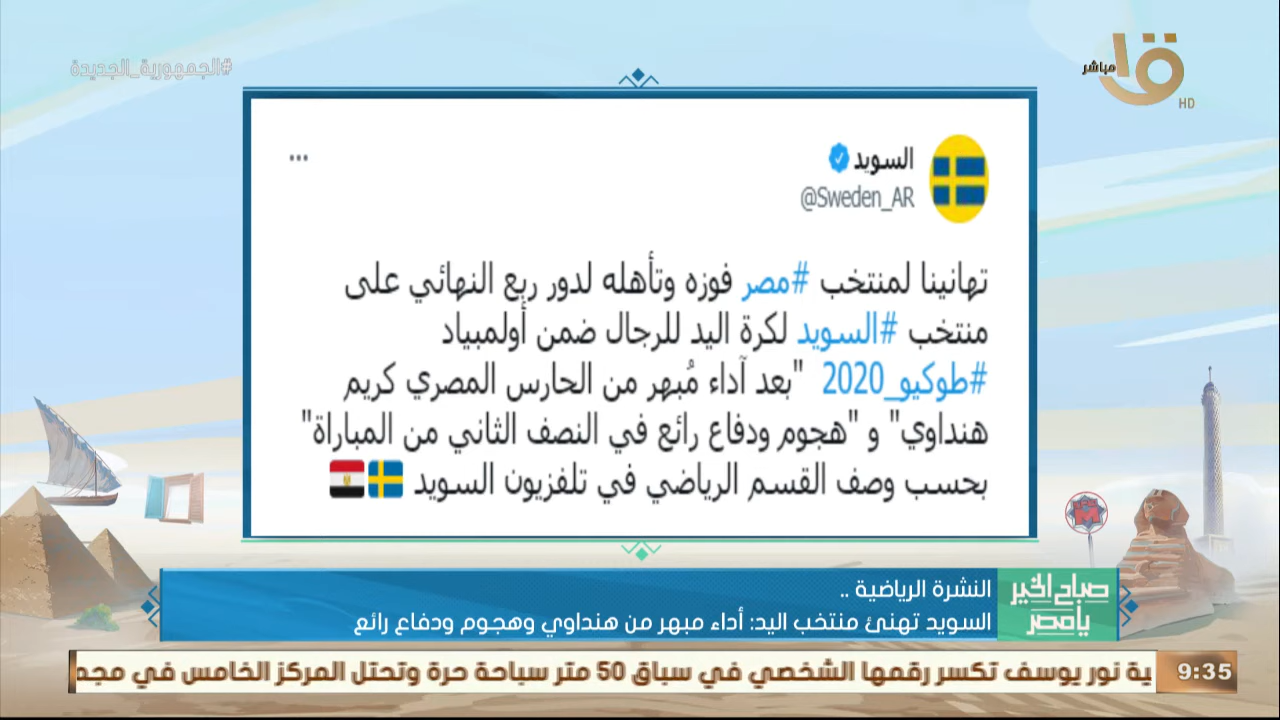 #الجمهورية_الجديدة
مباشر
HD
السويد
@Sweden_AR
تهانينا لمنتخب #مصر فوزه وتأهله لدور ربع النهائي على
منتخب #السويد لكرة اليد للرجال ضمن أولمبياد
#طوكيو_2020 "بعد آداء مُبهر من الحارس المصري كريم
هنداوي" و "هجوم ودفاع رائع في النصف الثاني من المباراة"
بحسب وصف القسم الرياضي في تلفزيون السويد
صباح الخير
يا مصر
النشرة الرياضية ..
السويد تهنئ منتخب اليد: أداء مبهر من هنداوي وهجوم ودفاع رائع
9:35
ية نور يوسف تكسر رقمها الشخصي في سباق 50 متر سباحة حرة وتحتل المركز الخامس في مجم